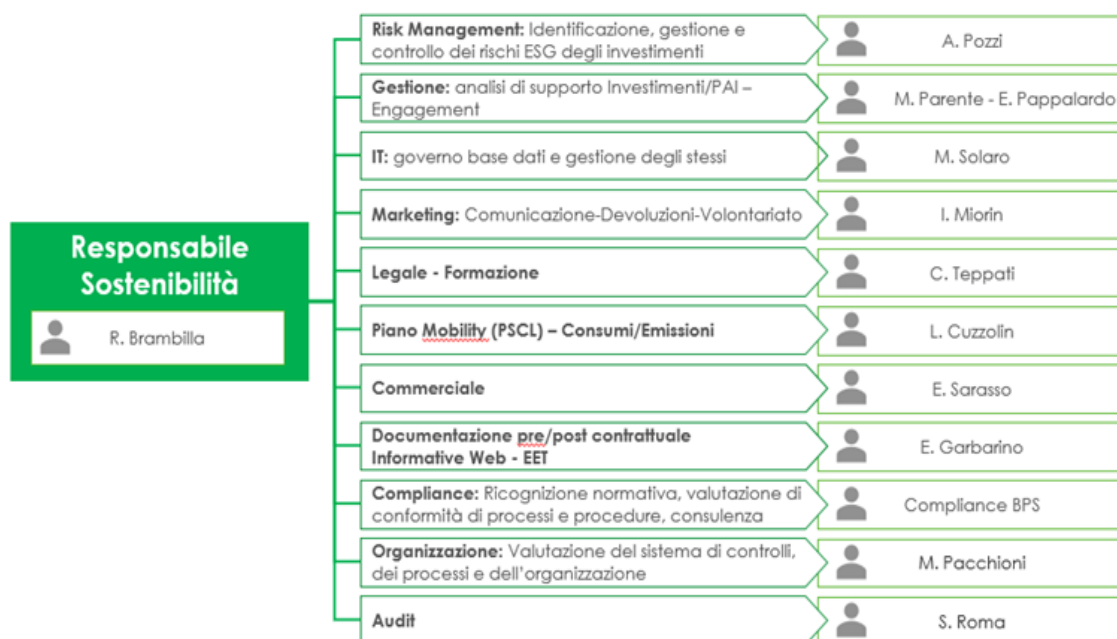 Responsabile
Sostenibilità
R. Brambilla
Risk Management: Identificazione, gestione e
controllo dei rischi ESG degli investimenti
A. Pozzi
Gestione: analisi di supporto Investimenti/PAI –
Engagement
M. Parente - E. Pappalardo
IT: governo base dati e gestione degli stessi
M. Solaro
Marketing: Comunicazione-Devoluzioni-Volontariato
I. Miorin
Legale - Formazione
C. Teppati
Piano Mobility (PSCL) – Consumi/Emissioni
L. Cuzzolin
Commerciale
E. Sarasso
Documentazione pre/post contrattuale
Informative Web - EET
E. Garbarino
Compliance: Ricognizione normativa, valutazione di
conformità di processi e procedure, consulenza
Compliance BPS
Organizzazione: Valutazione del sistema di controlli,
dei processi e dell'organizzazione
M. Pacchioni
Audit
S. Roma